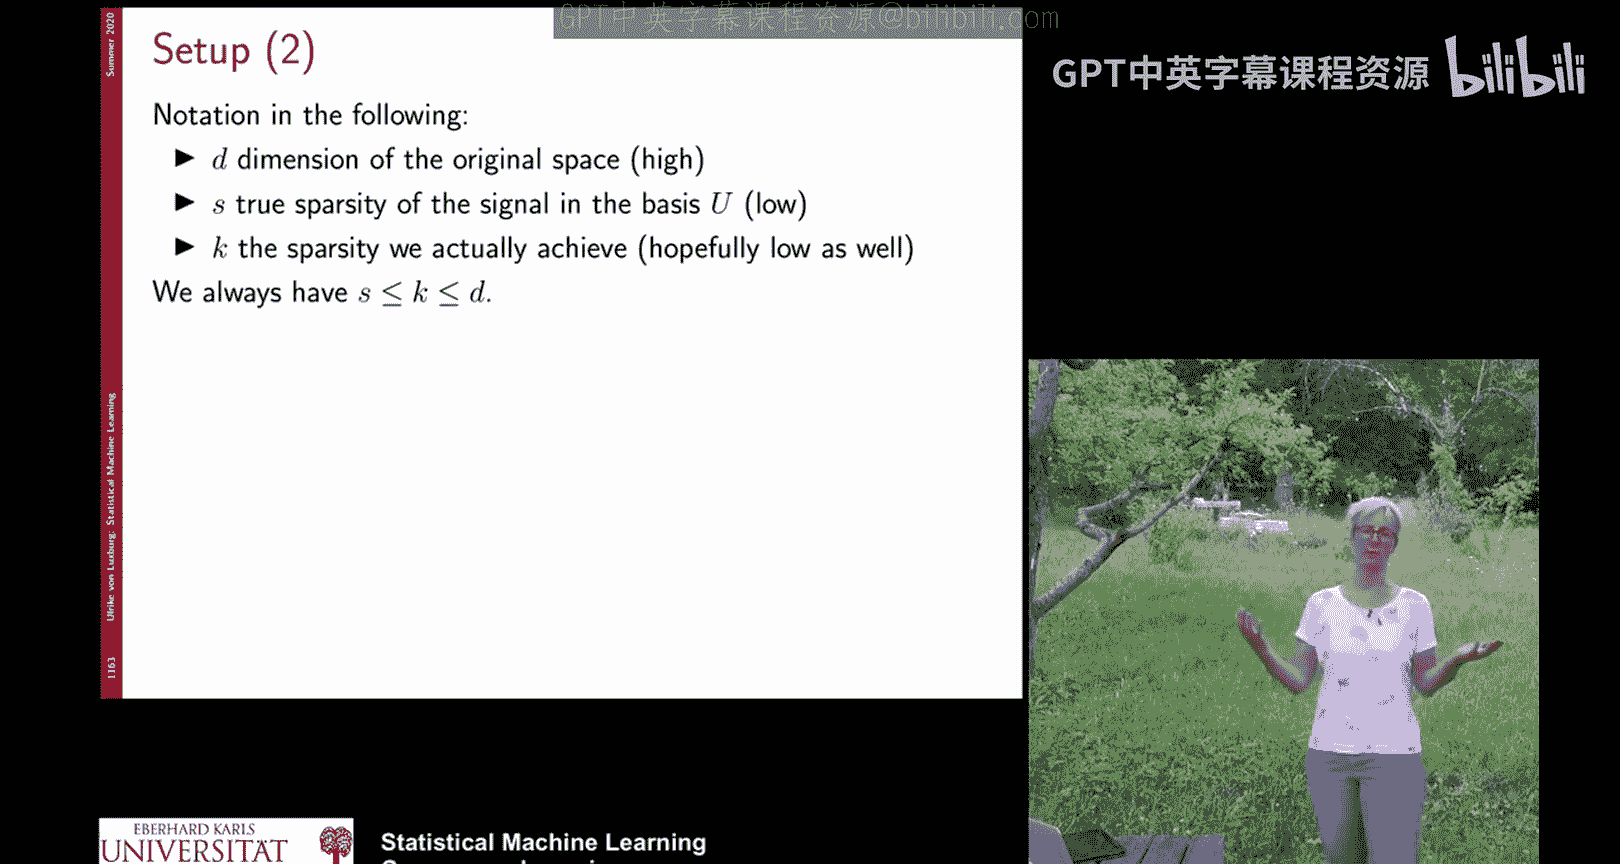 GPT中英字幕课程资源@bilibili.com
GPT中英字幕课程资源 bilibili
Summer 2020
Setup (2)
Notation in the following:
▶ d dimension of the original space (high)
▶ s true sparsity of the signal in the basis U (low)
▶ k the sparsity we actually achieve (hopefully low as well)
We always have s ≤ k ≤ d.
Ulrike von Luxburg: Statistical Machine Learning
1163
EBERHARD KARLS
UNIVERSITÄT
Statistical Machine Learning